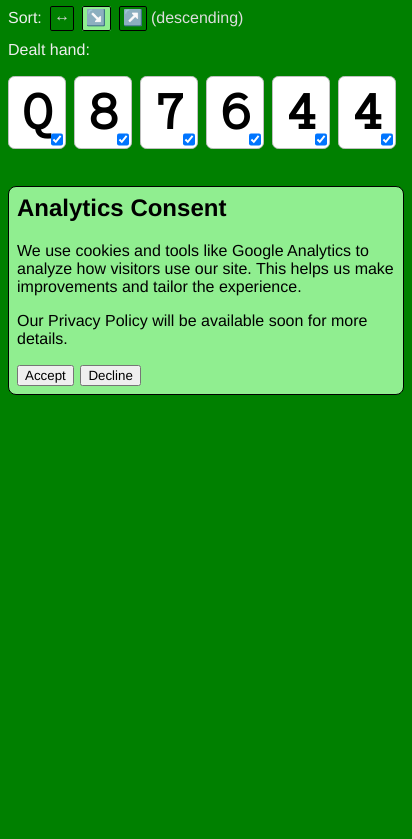 Sort: ↔ ↘ ↗ (descending)
Dealt hand:
Q 8 7 6 4 4
Analytics Consent
We use cookies and tools like Google Analytics to
analyze how visitors use our site. This helps us make
improvements and tailor the experience.
Our Privacy Policy will be available soon for more
details.
Accept Decline